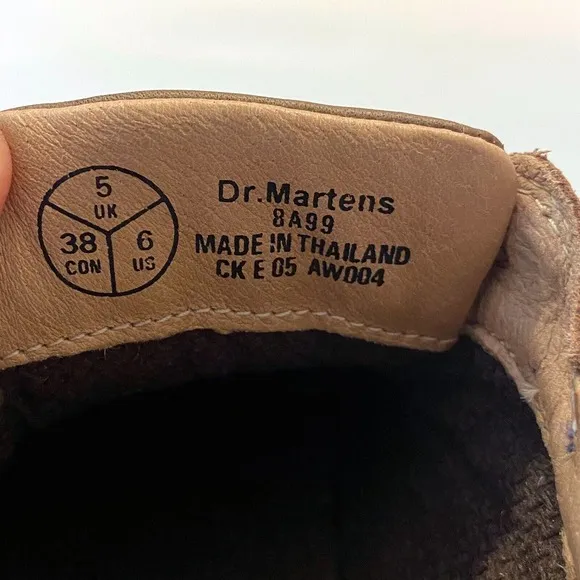 5
UK
38
CON
6
US
Dr.Martens
8A99
MADE IN THAILAND
CK E 05 AW004